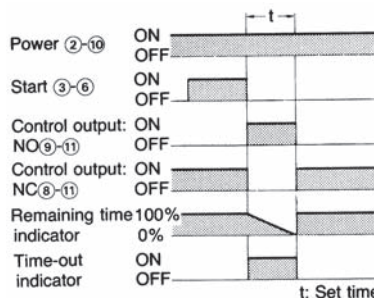 t
Power ②-⑩ ON
OFF
Start ③-⑥ ON
OFF
Control output: ON
NO⑨-⑪ OFF
Control output: ON
NC⑧-⑪ OFF
Remaining time 100%
indicator 0%
Time-out ON
indicator OFF
t: Set time